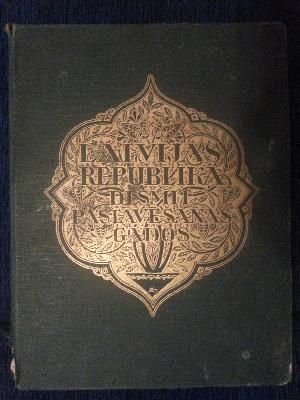 LATVIJAS
REPUBLIKA
DESMIT
PASTĀVĒŠANAS
GADOS